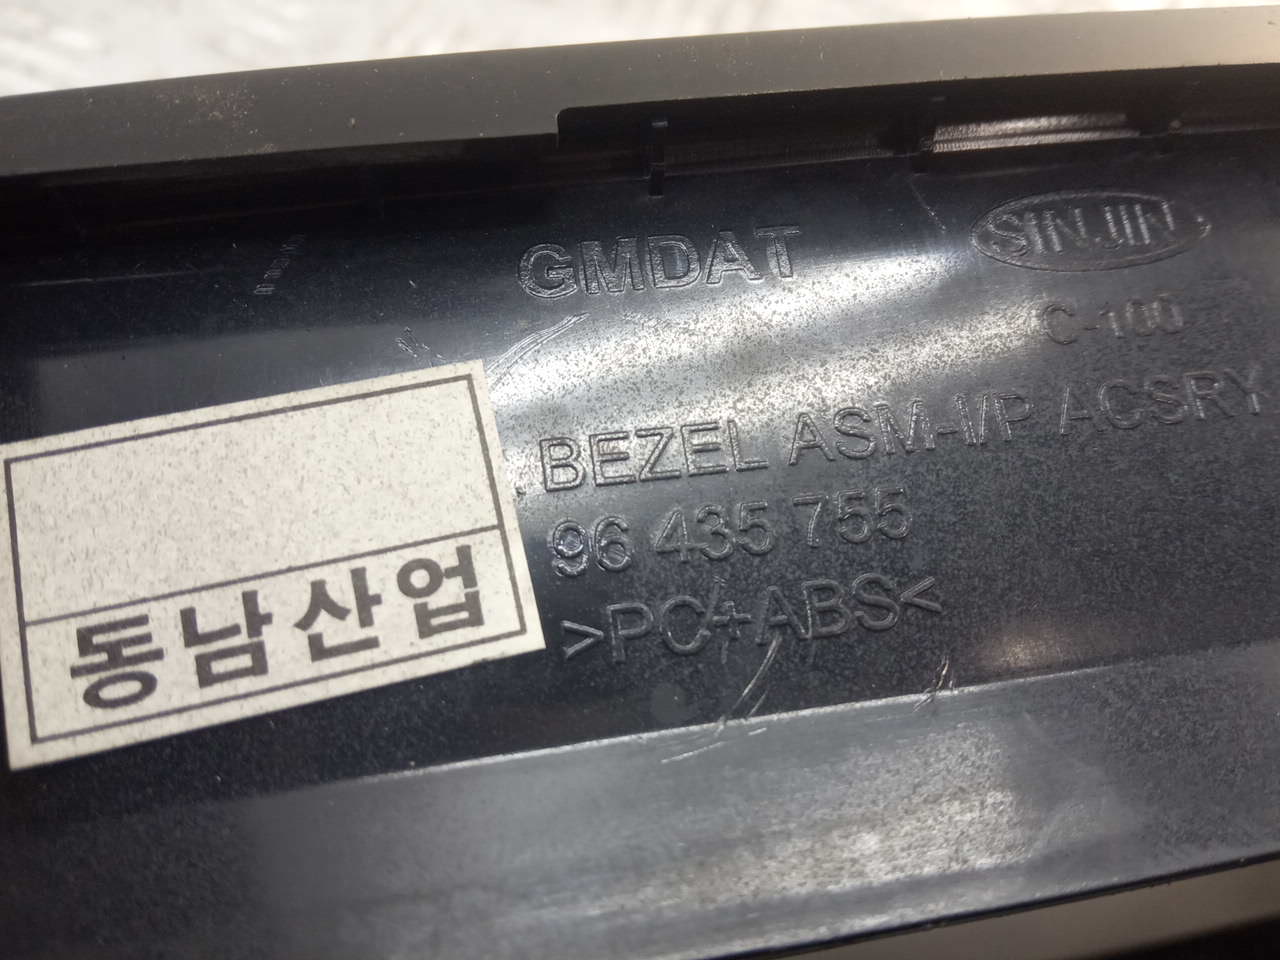 GMDAT
SINJIN
C-100
BEZEL ASM-I/P ACSRY
96 435 755
>PC+ABS<
동남산업